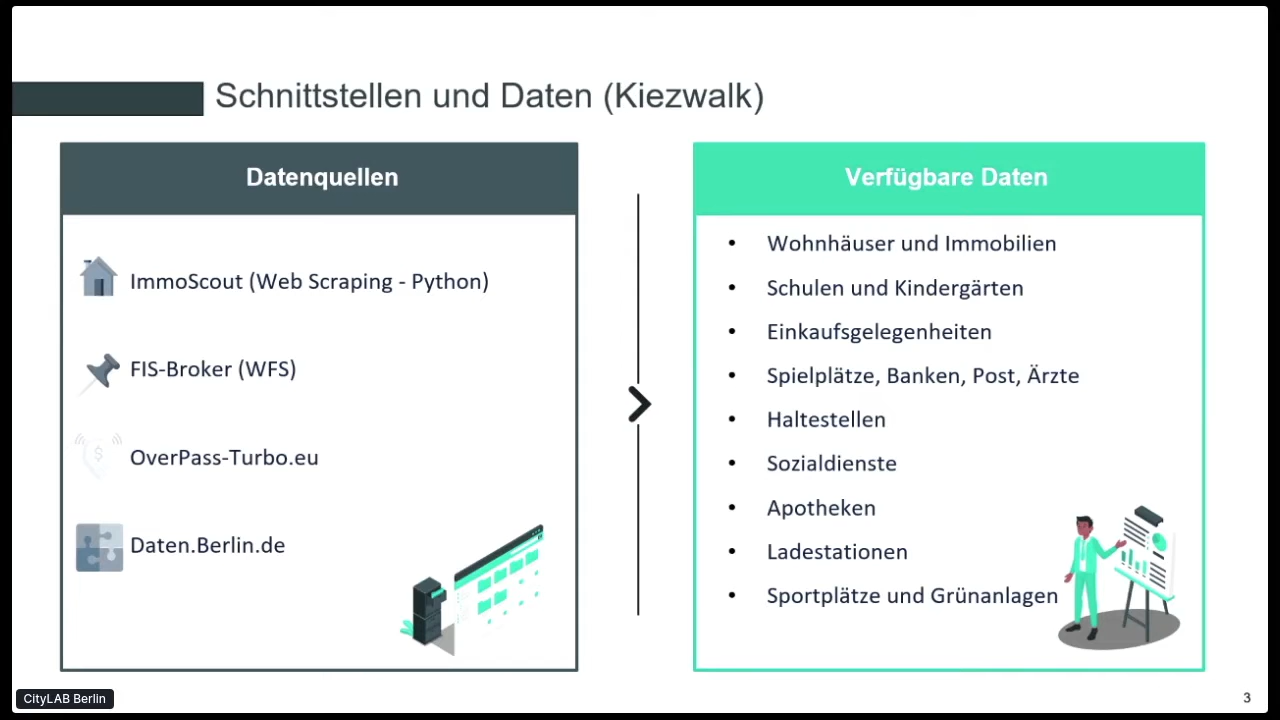 Schnittstellen und Daten (Kiezwalk)
Datenquellen
ImmoScout (Web Scraping - Python)
FIS-Broker (WFS)
OverPass-Turbo.eu
Daten.Berlin.de
Verfügbare Daten
• Wohnhäuser und Immobilien
• Schulen und Kindergärten
• Einkaufsgelegenheiten
• Spielplätze, Banken, Post, Ärzte
• Haltestellen
• Sozialdienste
• Apotheken
• Ladestationen
• Sportplätze und Grünanlagen
CityLAB Berlin
3